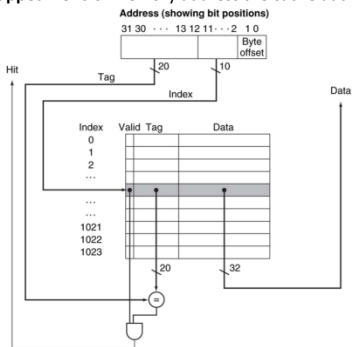 Address (showing bit positions)
31 30 · · · 13 12 11 · · · 2 1 0
Byte
offset
Hit
20
10
Tag
Data
Index
Index Valid Tag Data
0
1
2
...
...
...
1021
1022
1023
20
32
=